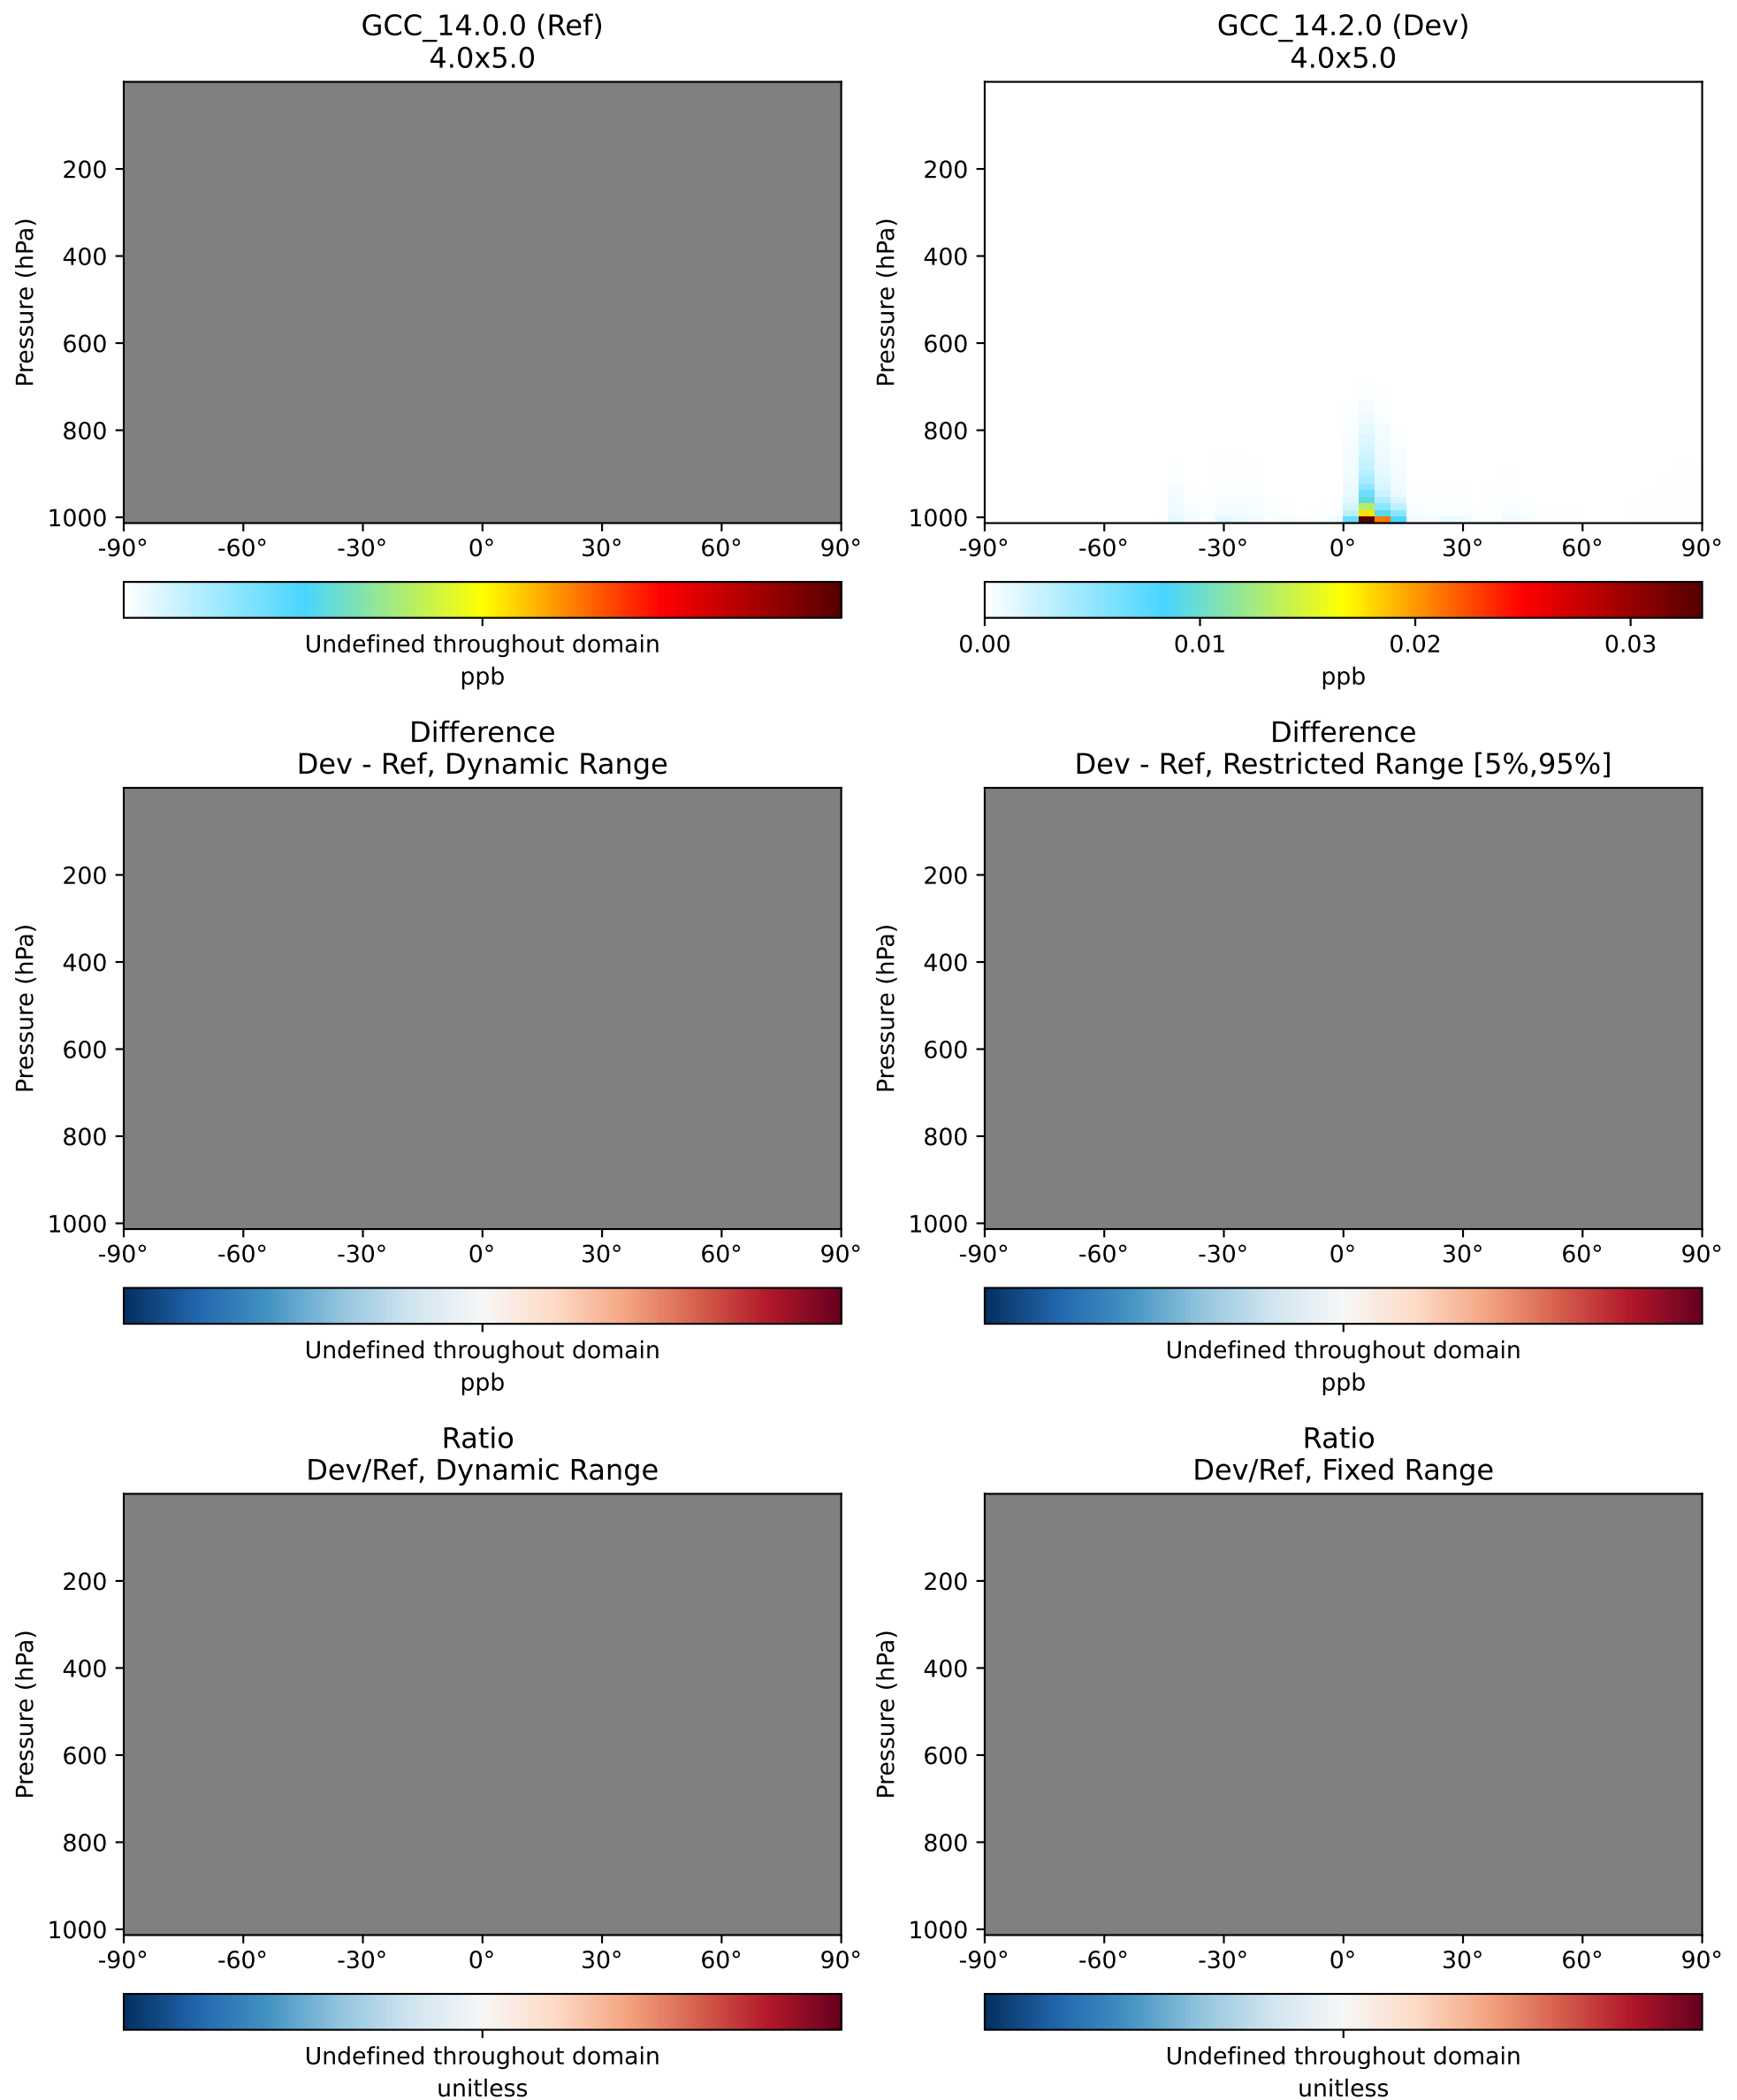 GCC_14.0.0 (Ref)
4.0x5.0
Pressure (hPa)
200
400
600
800
1000
-90° -60° -30° 0° 30° 60° 90°
Undefined throughout domain
ppb
GCC_14.2.0 (Dev)
4.0x5.0
Pressure (hPa)
200
400
600
800
1000
-90° -60° -30° 0° 30° 60° 90°
0.00 0.01 0.02 0.03
ppb
Difference
Dev - Ref, Dynamic Range
Pressure (hPa)
200
400
600
800
1000
-90° -60° -30° 0° 30° 60° 90°
Undefined throughout domain
ppb
Difference
Dev - Ref, Restricted Range [5%,95%]
Pressure (hPa)
200
400
600
800
1000
-90° -60° -30° 0° 30° 60° 90°
Undefined throughout domain
ppb
Ratio
Dev/Ref, Dynamic Range
Pressure (hPa)
200
400
600
800
1000
-90° -60° -30° 0° 30° 60° 90°
Undefined throughout domain
unitless
Ratio
Dev/Ref, Fixed Range
Pressure (hPa)
200
400
600
800
1000
-90° -60° -30° 0° 30° 60° 90°
Undefined throughout domain
unitless